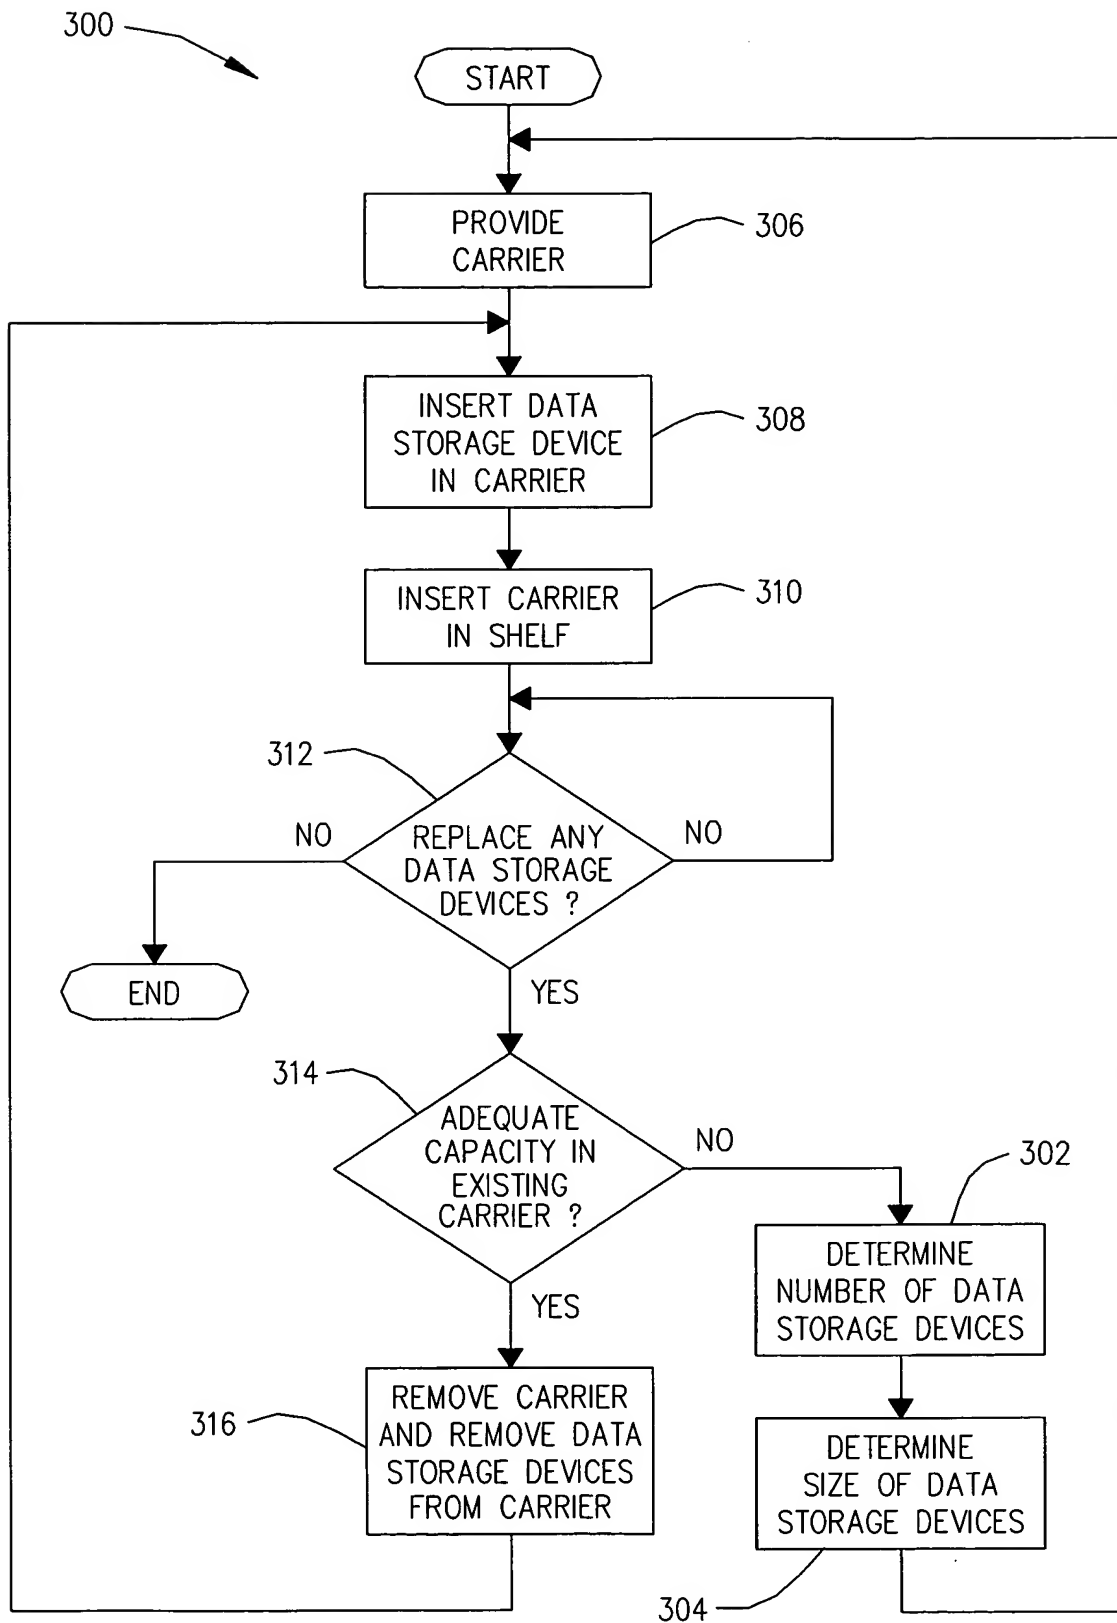 300
START
PROVIDE
CARRIER
306
INSERT DATA
STORAGE DEVICE
IN CARRIER
308
INSERT CARRIER
IN SHELF
310
312
NO
REPLACE ANY
DATA STORAGE
DEVICES ?
NO
END
YES
314
ADEQUATE
CAPACITY IN
EXISTING
CARRIER ?
NO
302
DETERMINE
NUMBER OF DATA
STORAGE DEVICES
YES
316
REMOVE CARRIER
AND REMOVE DATA
STORAGE DEVICES
FROM CARRIER
DETERMINE
SIZE OF DATA
STORAGE DEVICES
304